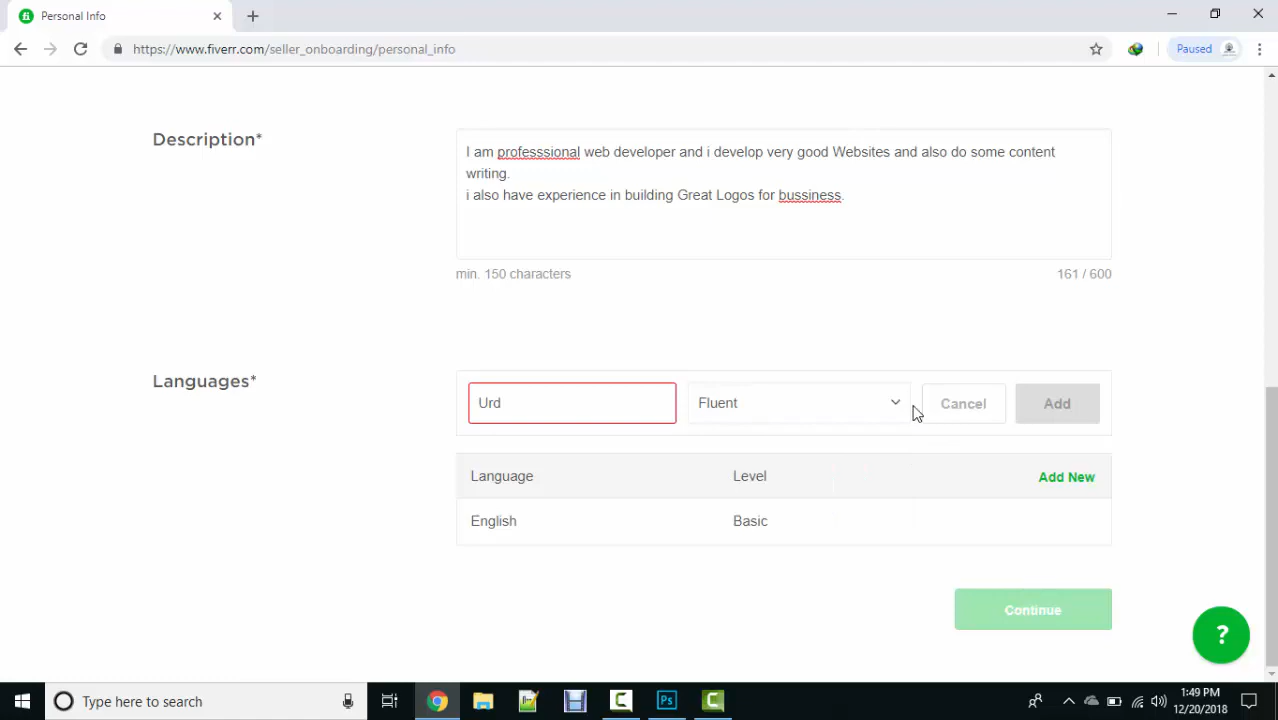 Personal Info
https://www.fiverr.com/seller_onboarding/personal_info
Paused
Description*
I am professsional web developer and i develop very good Websites and also do some content
writing.
i also have experience in building Great Logos for bussiness.
min. 150 characters
161 / 600
Languages*
Urd
Fluent
Cancel
Add
Language
Level
Add New
English
Basic
Continue
?
Type here to search
Ps
1:49 PM
12/20/2018